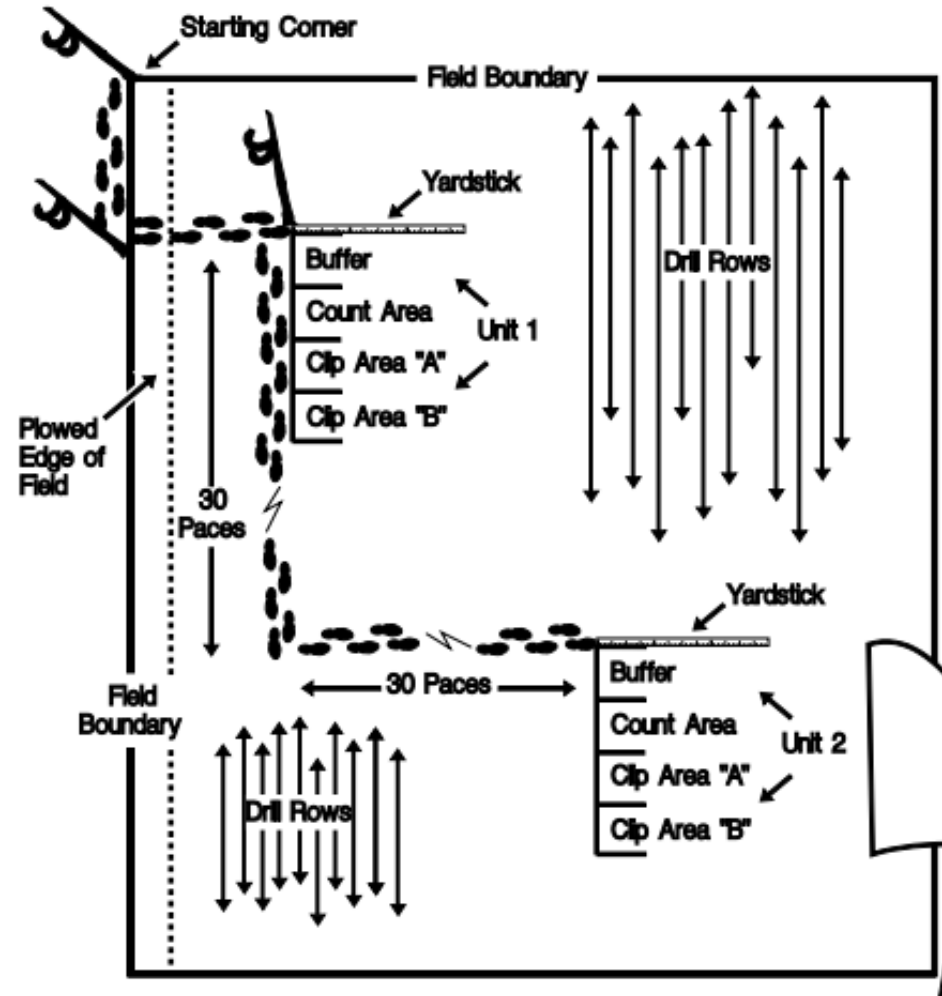 Starting Corner
Field Boundary
Yardstick
Buffer
Count Area
Clip Area "A"
Clip Area "B"
Unit 1
Drill Rows
Plowed
Edge of
Field
30
Paces
Yardstick
30 Paces
Buffer
Count Area
Clip Area "A"
Clip Area "B"
Unit 2
Field
Boundary
Drill Rows